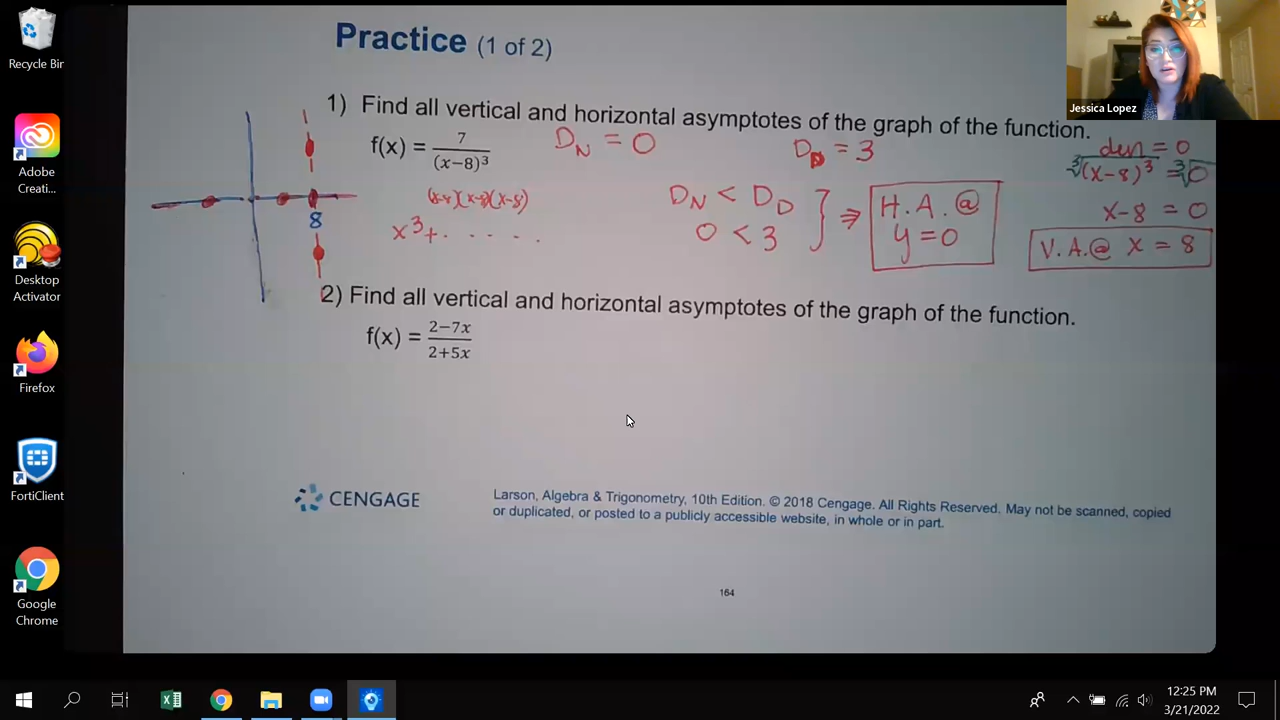 Recycle Bin
Adobe
Creati...
Desktop
Activator
Firefox
FortiClient
Google
Chrome
Practice (1 of 2)
Jessica Lopez
1) Find all vertical and horizontal asymptotes of the graph of the function.
f(x) = 7/(x−8)³
D_N = 0
D_D = 3
den = 0
∛(x-8)³ = ∛0
x-8 = 0
V.A.@ x = 8
(x-8)(x-8)(x-8)
x³+.....
D_N < D_D
0 < 3
} ⇒
H.A.@
y=0
8
2) Find all vertical and horizontal asymptotes of the graph of the function.
f(x) = 2−7x/2+5x
CENGAGE
Larson, Algebra & Trigonometry, 10th Edition. © 2018 Cengage. All Rights Reserved. May not be scanned, copied
or duplicated, or posted to a publicly accessible website, in whole or in part.
164
12:25 PM
3/21/2022